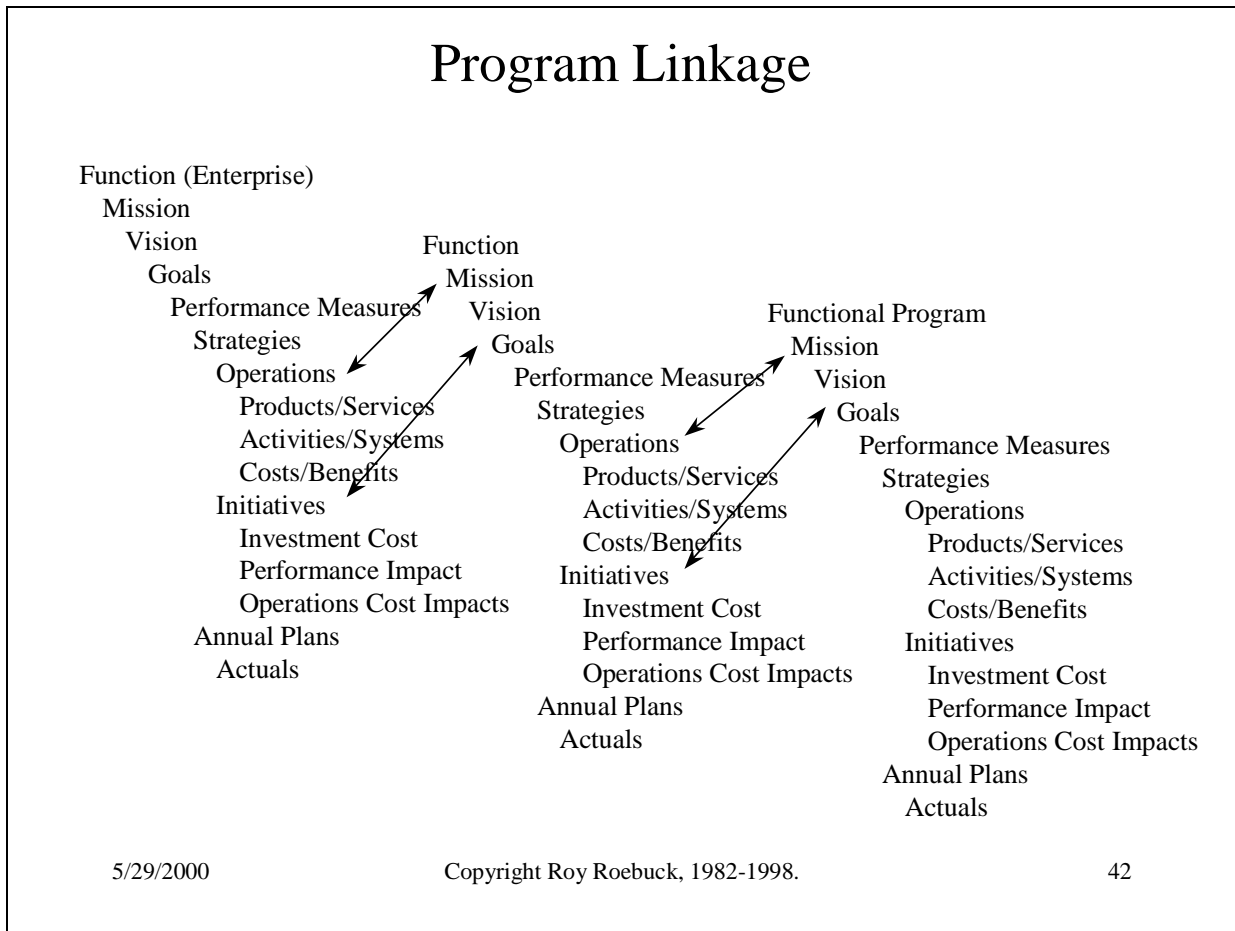 Program Linkage
Function (Enterprise)
Mission
Vision
Goals
Performance Measures
Strategies
Operations
Products/Services
Activities/Systems
Costs/Benefits
Initiatives
Investment Cost
Performance Impact
Operations Cost Impacts
Annual Plans
Actuals
Function
Mission
Vision
Goals
Performance Measures
Strategies
Operations
Products/Services
Activities/Systems
Costs/Benefits
Initiatives
Investment Cost
Performance Impact
Operations Cost Impacts
Annual Plans
Actuals
Functional Program
Mission
Vision
Goals
Performance Measures
Strategies
Operations
Products/Services
Activities/Systems
Costs/Benefits
Initiatives
Investment Cost
Performance Impact
Operations Cost Impacts
Annual Plans
Actuals
5/29/2000 Copyright Roy Roebuck, 1982-1998. 42